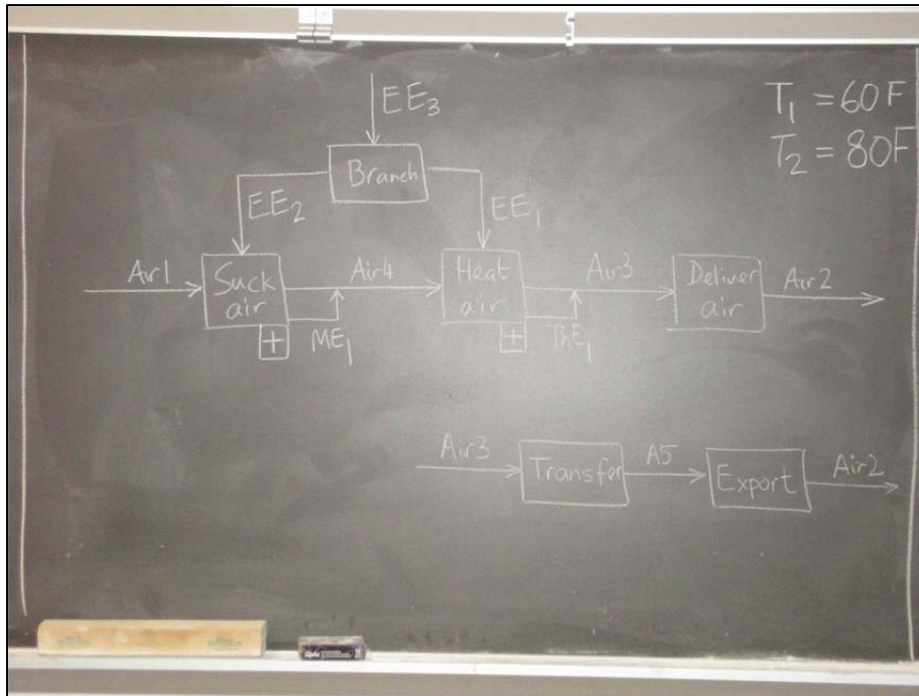 EE3
T1 = 60F
T2 = 80F
Branch
EE2
EE1
Air1
Suck
air
Air4
Heat
air
Air3
Deliver
air
Air2
+
ME1
+
ThE1
Air3
Transfer
A5
Export
Air2